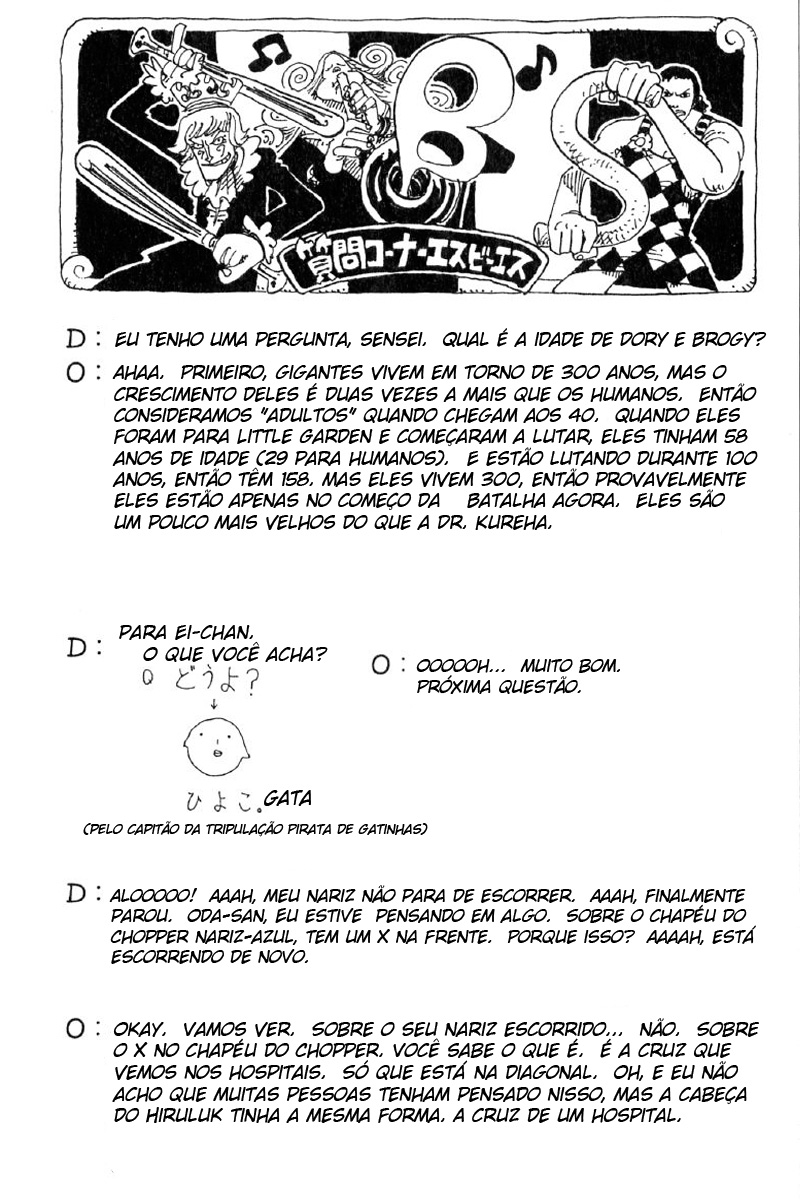 SBS
質問コーナーエスビーエス
D: EU TENHO UMA PERGUNTA, SENSEI. QUAL É A IDADE DE DORY E BROGY?
O: AHAA. PRIMEIRO, GIGANTES VIVEM EM TORNO DE 300 ANOS, MAS O
CRESCIMENTO DELES É DUAS VEZES A MAIS QUE OS HUMANOS. ENTÃO
CONSIDERAMOS "ADULTOS" QUANDO CHEGAM AOS 40. QUANDO ELES
FORAM PARA LITTLE GARDEN E COMEÇARAM A LUTAR, ELES TINHAM 58
ANOS DE IDADE (29 PARA HUMANOS). E ESTÃO LUTANDO DURANTE 100
ANOS, ENTÃO TÊM 158. MAS ELES VIVEM 300, ENTÃO PROVAVELMENTE
ELES ESTÃO APENAS NO COMEÇO DA BATALHA AGORA. ELES SÃO
UM POUCO MAIS VELHOS DO QUE A DR. KUREHA.
D: PARA EI-CHAN.
O QUE VOCÊ ACHA?
Q どうよ?
↓
ひよこ。GATA
(PELO CAPITÃO DA TRIPULAÇÃO PIRATA DE GATINHAS)
O: OOOOOH... MUITO BOM.
PRÓXIMA QUESTÃO.
D: ALOOOOO! AAAH, MEU NARIZ NÃO PARA DE ESCORRER. AAAH, FINALMENTE
PAROU. ODA-SAN, EU ESTIVE PENSANDO EM ALGO. SOBRE O CHAPÉU DO
CHOPPER NARIZ-AZUL, TEM UM X NA FRENTE. PORQUE ISSO? AAAAH, ESTÁ
ESCORRENDO DE NOVO.
O: OKAY. VAMOS VER. SOBRE O SEU NARIZ ESCORRIDO... NÃO. SOBRE
O X NO CHAPÉU DO CHOPPER. VOCÊ SABE O QUE É. É A CRUZ QUE
VEMOS NOS HOSPITAIS. SÓ QUE ESTÁ NA DIAGONAL. OH, E EU NÃO
ACHO QUE MUITAS PESSOAS TENHAM PENSADO NISSO, MAS A CABEÇA
DO HIRULUK TINHA A MESMA FORMA. A CRUZ DE UM HOSPITAL.